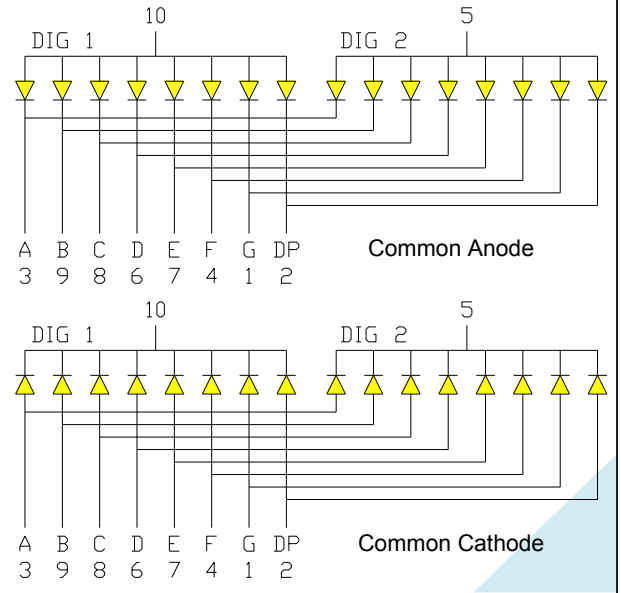 10 5
DIG 1 DIG 2
A B C D E F G DP Common Anode
3 9 8 6 7 4 1 2
10 5
DIG 1 DIG 2
A B C D E F G DP Common Cathode
3 9 8 6 7 4 1 2